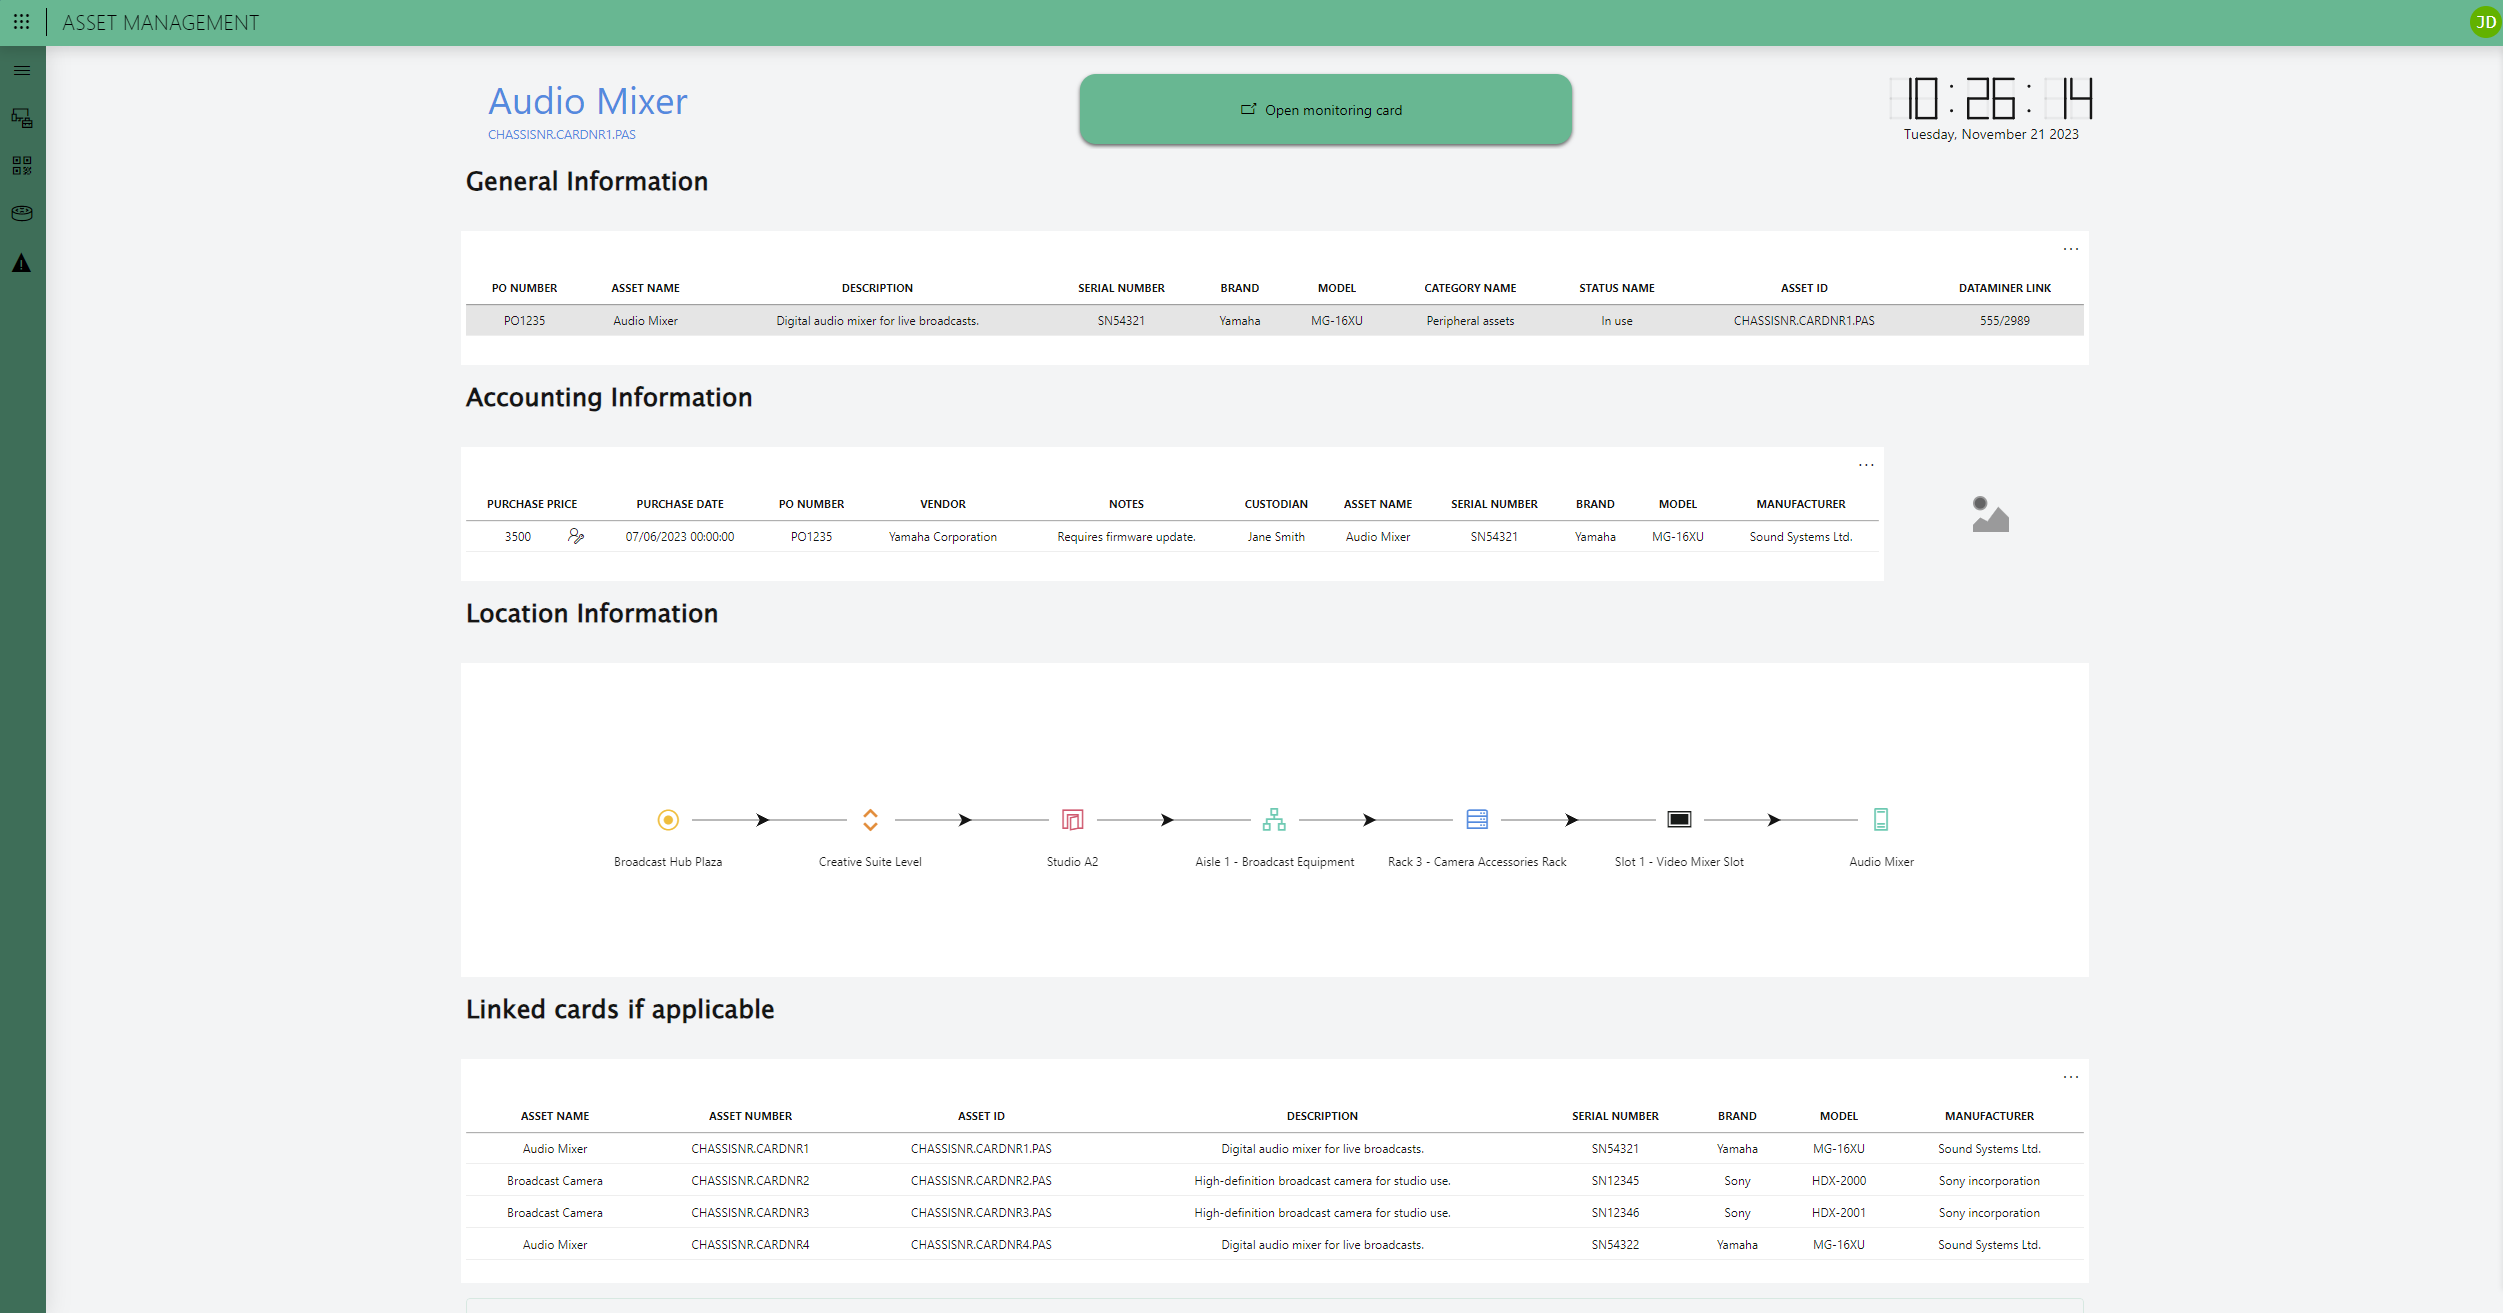 ASSET MANAGEMENT
JD
Audio Mixer
CHASSISNR.CARDNR1.PAS
Open monitoring card
10:26:14
Tuesday, November 21 2023
General Information
...
PO NUMBER ASSET NAME DESCRIPTION SERIAL NUMBER BRAND MODEL CATEGORY NAME STATUS NAME ASSET ID DATAMINER LINK
PO1235 Audio Mixer Digital audio mixer for live broadcasts. SN54321 Yamaha MG-16XU Peripheral assets In use CHASSISNR.CARDNR1.PAS 555/2989
Accounting Information
...
PURCHASE PRICE PURCHASE DATE PO NUMBER VENDOR NOTES CUSTODIAN ASSET NAME SERIAL NUMBER BRAND MODEL MANUFACTURER
3500 07/06/2023 00:00:00 PO1235 Yamaha Corporation Requires firmware update. Jane Smith Audio Mixer SN54321 Yamaha MG-16XU Sound Systems Ltd.
Location Information
Broadcast Hub Plaza Creative Suite Level Studio A2 Aisle 1 - Broadcast Equipment Rack 3 - Camera Accessories Rack Slot 1 - Video Mixer Slot Audio Mixer
Linked cards if applicable
...
ASSET NAME ASSET NUMBER ASSET ID DESCRIPTION SERIAL NUMBER BRAND MODEL MANUFACTURER
Audio Mixer CHASSISNR.CARDNR1 CHASSISNR.CARDNR1.PAS Digital audio mixer for live broadcasts. SN54321 Yamaha MG-16XU Sound Systems Ltd.
Broadcast Camera CHASSISNR.CARDNR2 CHASSISNR.CARDNR2.PAS High-definition broadcast camera for studio use. SN12345 Sony HDX-2000 Sony incorporation
Broadcast Camera CHASSISNR.CARDNR3 CHASSISNR.CARDNR3.PAS High-definition broadcast camera for studio use. SN12346 Sony HDX-2001 Sony incorporation
Audio Mixer CHASSISNR.CARDNR4 CHASSISNR.CARDNR4.PAS Digital audio mixer for live broadcasts. SN54322 Yamaha MG-16XU Sound Systems Ltd.